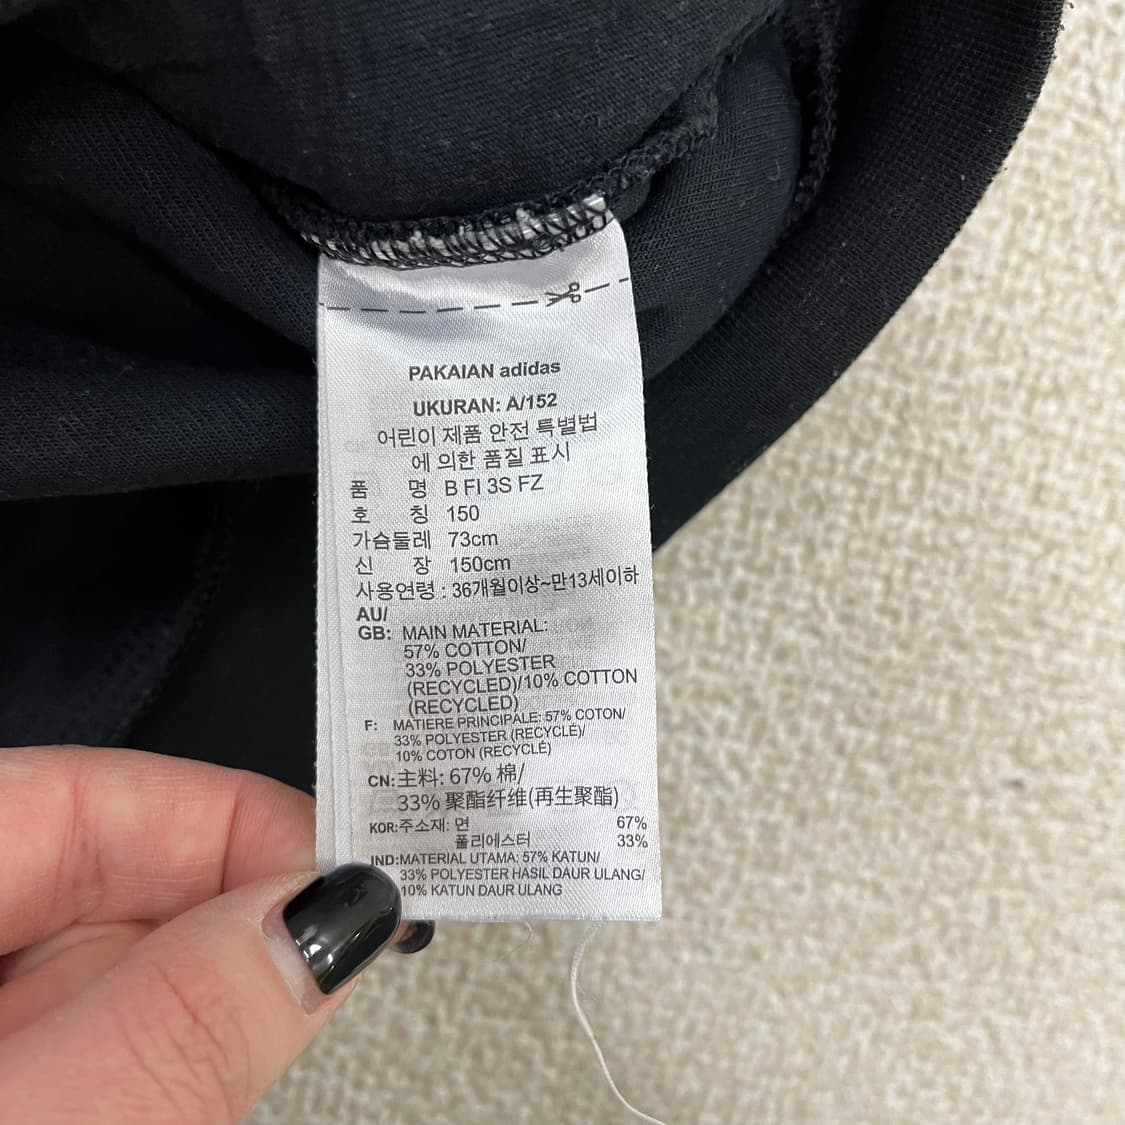 PAKAIAN adidas
UKURAN: A/152
어린이 제품 안전 특별법
에 의한 품질 표시
품 명 B FI 3S FZ
호 칭 150
가슴둘레 73cm
신 장 150cm
사용연령 : 36개월이상~만13세이하
AU/
GB: MAIN MATERIAL:
57% COTTON/
33% POLYESTER
(RECYCLED)/10% COTTON
(RECYCLED)
F: MATIERE PRINCIPALE: 57% COTON/
33% POLYESTER (RECYCLÉ)/
10% COTON (RECYCLÉ)
CN:主料: 67% 棉/
33% 聚酯纤维(再生聚酯)
KOR:주소재: 면 67%
폴리에스터 33%
IND:MATERIAL UTAMA: 57% KATUN/
33% POLYESTER HASIL DAUR ULANG/
10% KATUN DAUR ULANG